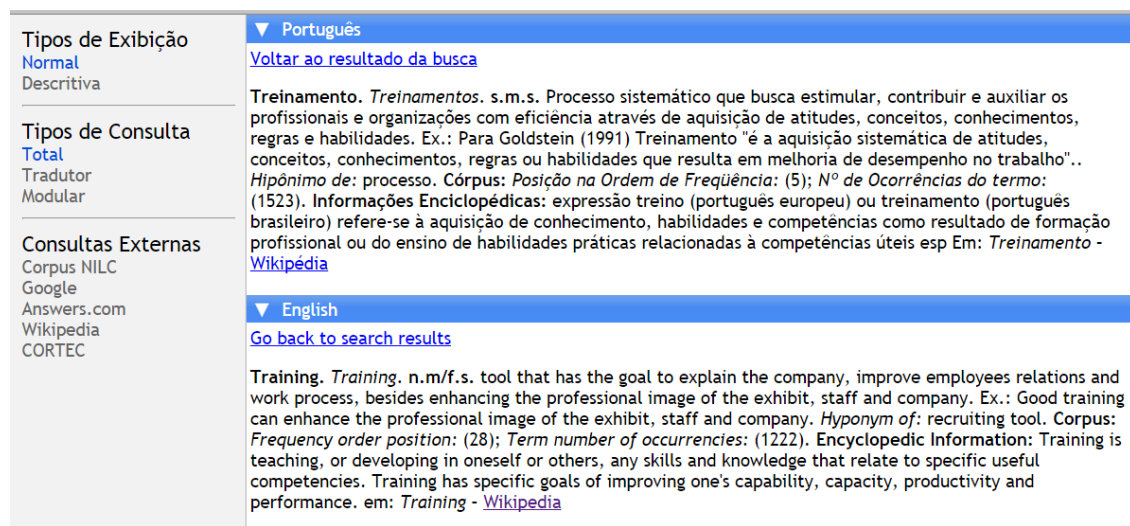 Tipos de Exibição
Normal
Descritiva
Tipos de Consulta
Total
Tradutor
Modular
Consultas Externas
Corpus NILC
Google
Answers.com
Wikipedia
CORTEC
▼ Português
Voltar ao resultado da busca
Treinamento. Treinamentos. s.m.s. Processo sistemático que busca estimular, contribuir e auxiliar os
profissionais e organizações com eficiência através de aquisição de atitudes, conceitos, conhecimentos,
regras e habilidades. Ex.: Para Goldstein (1991) Treinamento "é a aquisição sistemática de atitudes,
conceitos, conhecimentos, regras ou habilidades que resulta em melhoria de desempenho no trabalho"..
Hipônimo de: processo. Córpus: Posição na Ordem de Freqüência: (5); Nº de Ocorrências do termo:
(1523). Informações Enciclopédicas: expressão treino (português europeu) ou treinamento (português
brasileiro) refere-se à aquisição de conhecimento, habilidades e competências como resultado de formação
profissional ou do ensino de habilidades práticas relacionadas à competências úteis esp Em: Treinamento -
Wikipédia
▼ English
Go back to search results
Training. Training. n.m/f.s. tool that has the goal to explain the company, improve employees relations and
work process, besides enhancing the professional image of the exhibit, staff and company. Ex.: Good training
can enhance the professional image of the exhibit, staff and company. Hyponym of: recruiting tool. Corpus:
Frequency order position: (28); Term number of occurrencies: (1222). Encyclopedic Information: Training is
teaching, or developing in oneself or others, any skills and knowledge that relate to specific useful
competencies. Training has specific goals of improving one's capability, capacity, productivity and
performance. em: Training - Wikipedia